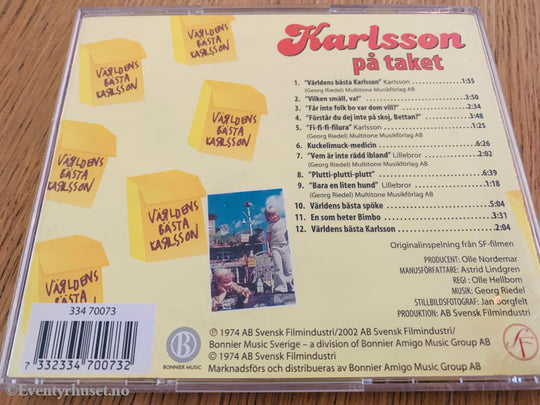 VÄRLDENS
BÄSTA
KARLSSON
VÄRLDENS
BÄSTA
KARLSSON
VÄRLDENS
BÄSTA
KARLSSON
VÄRLDENS
BÄSTA
KARLSSON
VÄRLDENS
BÄSTA
KARLSSON
Karlsson
på taket
1. "Världens bästa Karlsson" Karlsson 1:55
(Georg Riedel) Multitone Musikförlag AB
2. "Vilken smäll, va!" 3:50
3. "Får inte folk bo var dom vill?" 2:34
4. "Förstår du dej inte på skoj, Bettan?" 3:48
5. "Fi-fi-fi-filura" Karlsson 1:25
(Georg Riedel) Multitone Musikförlag AB
6. Kuckelimuck-medicin 6:26
7. "Vem är inte rädd ibland" Lillebror 2:02
(Georg Riedel) Multitone Musikförlag AB
8. "Plutti-plutti-plutt" 6:39
9. "Bara en liten hund" Lillebror 1:18
(Georg Riedel) Multitone Musikförlag AB
10. Världens bästa spöke 5:04
11. En som heter Bimbo 3:31
12. Världens bästa Karlsson 2:04
Originalinspelning från SF-filmen
PRODUCENT: Olle Nordemar
MANUSFÖRFATTARE: Astrid Lindgren
REGI: Olle Hellbom
MUSIK: Georg Riedel
STILLBILDSFOTOGRAF: Jan Borgfelt
PRODUKTION: AB Svensk Filmindustri
334 70073
7 332334 700732
B
BONNIER MUSIC
℗ 1974 AB Svensk Filmindustri/2002 AB Svensk Filmindustri/
Bonnier Music Sverige – a division of Bonnier Amigo Music Group AB
© 1974 AB Svensk Filmindustri
Marknadsförs och distribueras av Bonnier Amigo Music Group AB
SF
© Eventyrhuset.no